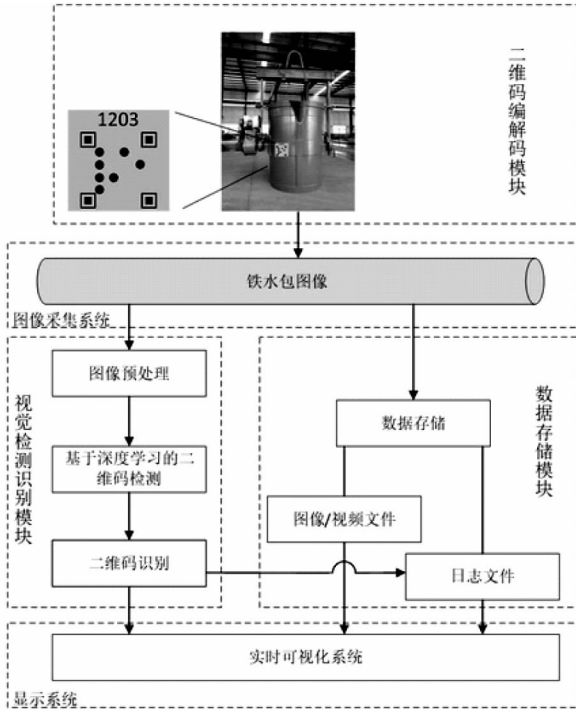 1203
二维码编解码模块
铁水包图像
图像采集系统
视觉检测识别模块
图像预处理
基于深度学习的二
维码检测
二维码识别
数据存储模块
数据存储
图像/视频文件
日志文件
实时可视化系统
显示系统